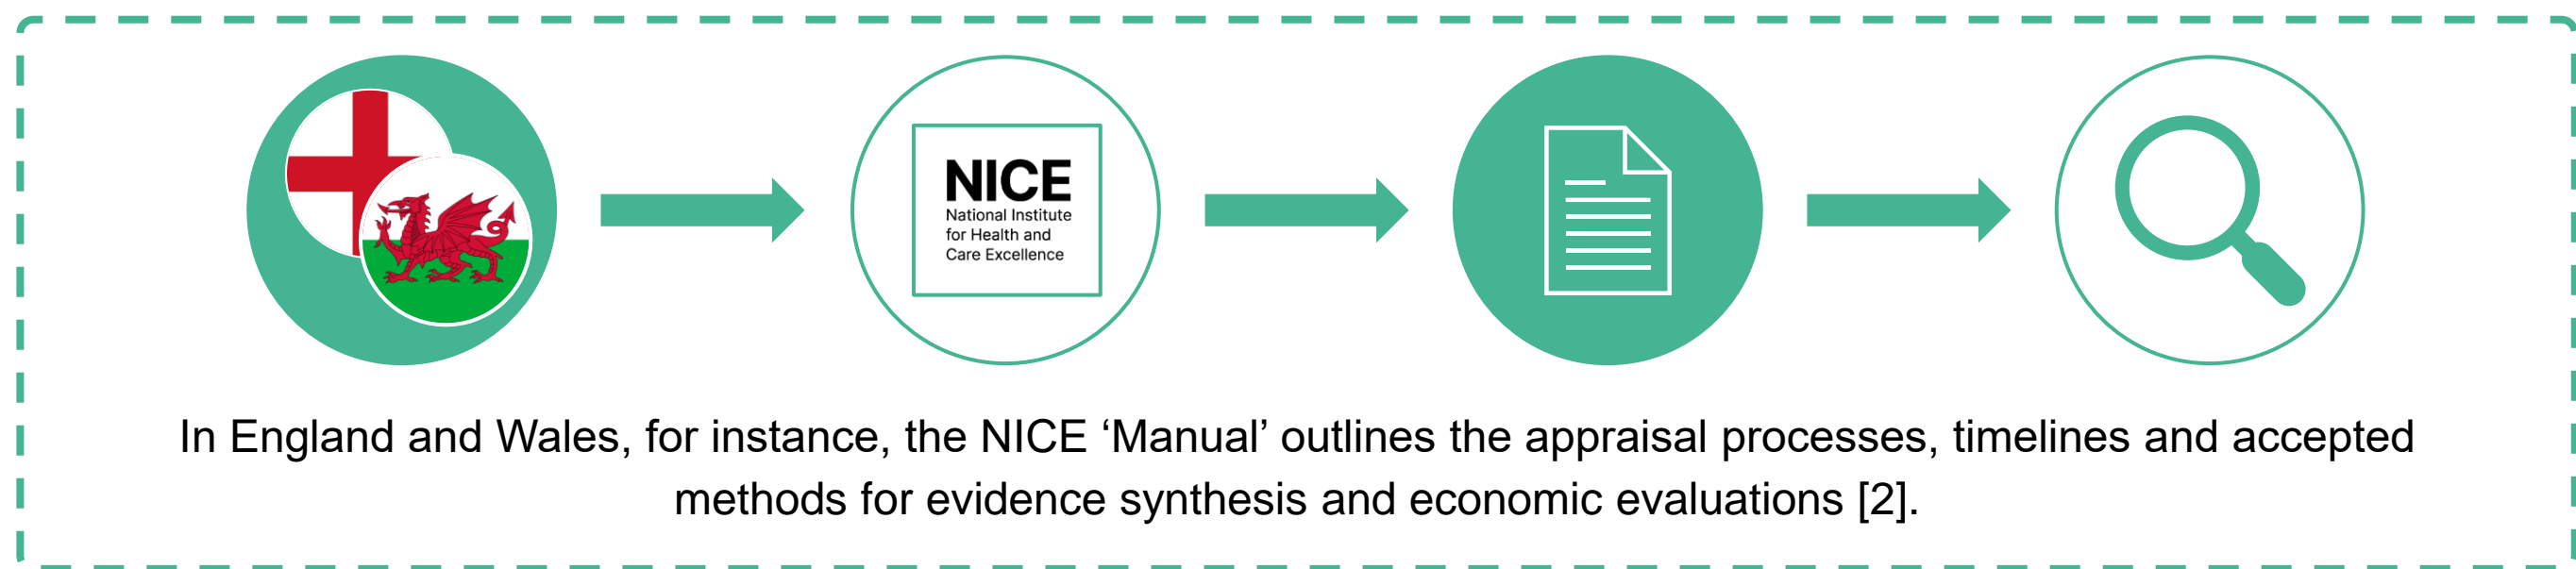 NICE
National Institute
for Health and
Care Excellence
In England and Wales, for instance, the NICE ‘Manual’ outlines the appraisal processes, timelines and accepted
methods for evidence synthesis and economic evaluations [2].